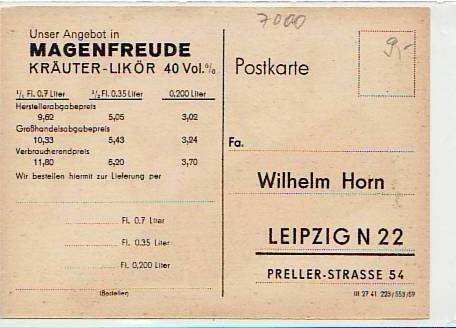 Unser Angebot in
MAGENFREUDE
KRÄUTER-LIKÖR 40 Vol.%
1/1 Fl. 0.7 Liter 1/2 Fl. 0.35 Liter 0,200 Liter
Herstellerabgabepreis
9,62 5,05 3,02
Großhandelsabgabepreis
10,33 5,43 3,24
Verbraucherendpreis
11,80 6,20 3,70
Wir bestellen hiermit zur Lieferung per
Fl. 0.7 Liter
Fl. 0.35 Liter
Fl. 0,200 Liter
(Besteller)
7000
9,-
Postkarte
Fa.
Wilhelm Horn
LEIPZIG N 22
PRELLER-STRASSE 54
III 27 41 225/553/59